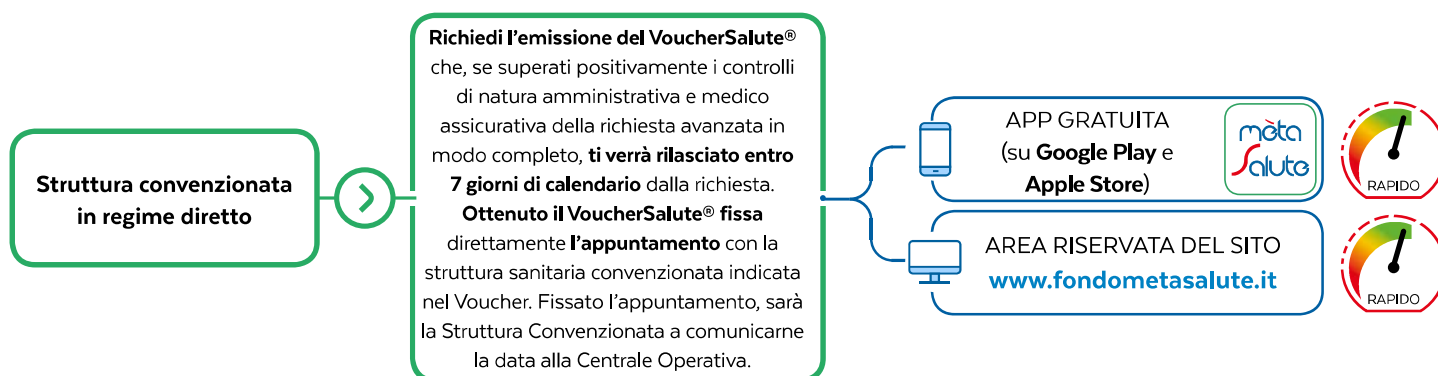 Struttura convenzionata
in regime diretto
Richiedi l'emissione del VoucherSalute®
che, se superati positivamente i controlli
di natura amministrativa e medico
assicurativa della richiesta avanzata in
modo completo, ti verrà rilasciato entro
7 giorni di calendario dalla richiesta.
Ottenuto il VoucherSalute® fissa
direttamente l'appuntamento con la
struttura sanitaria convenzionata indicata
nel Voucher. Fissato l'appuntamento, sarà
la Struttura Convenzionata a comunicarne
la data alla Centrale Operativa.
APP GRATUITA
(su Google Play e
Apple Store)
mèta
Salute
RAPIDO
AREA RISERVATA DEL SITO
www.fondometasalute.it
RAPIDO